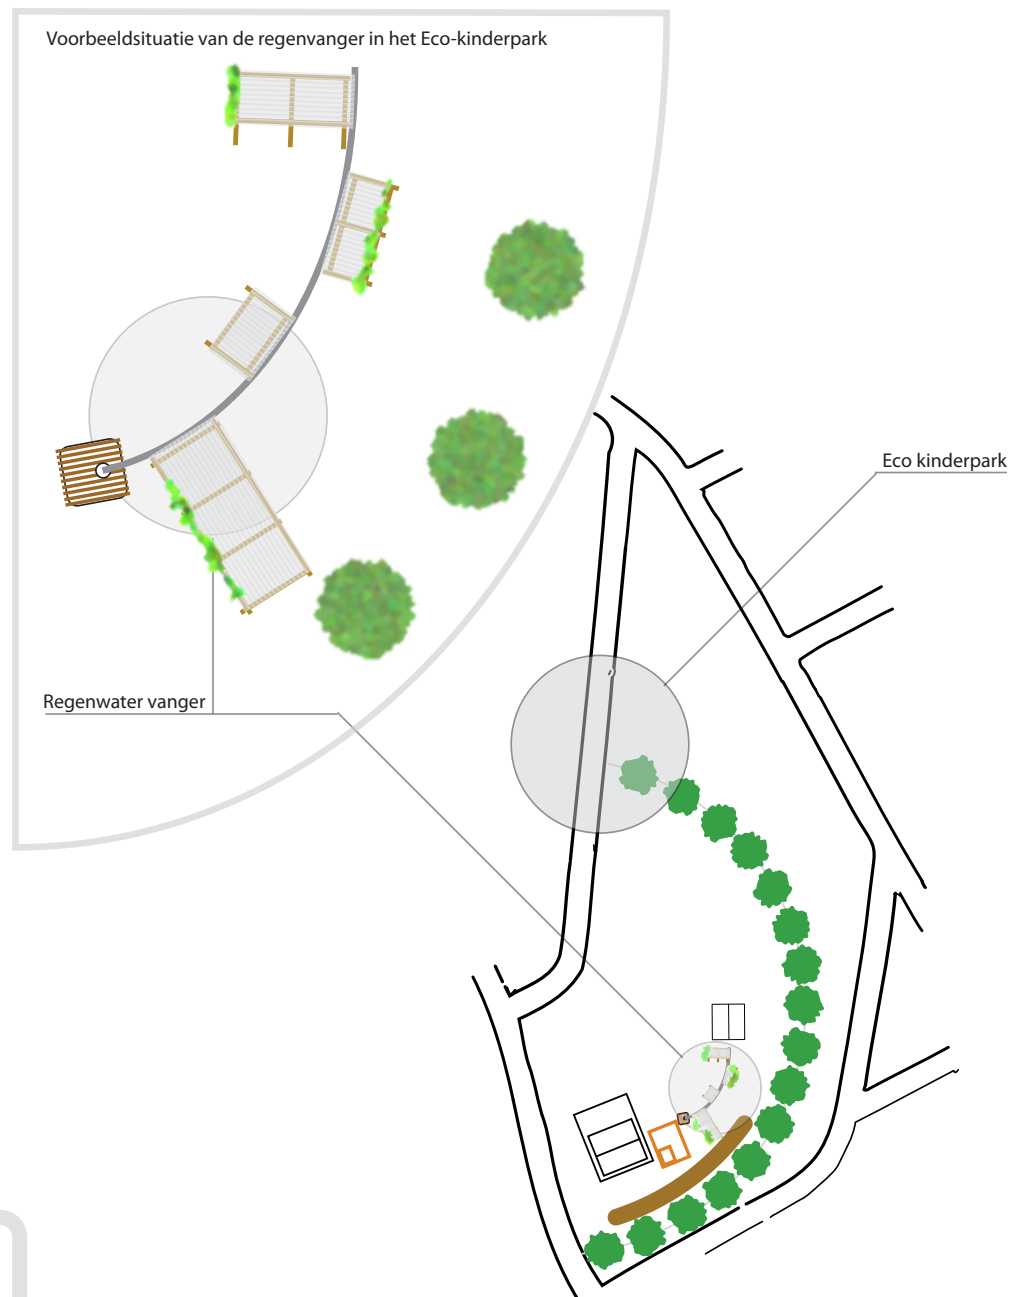 Voorbeeldsituatie van de regenvanger in het Eco-kinderpark
Eco kinderpark
Regenwater vanger